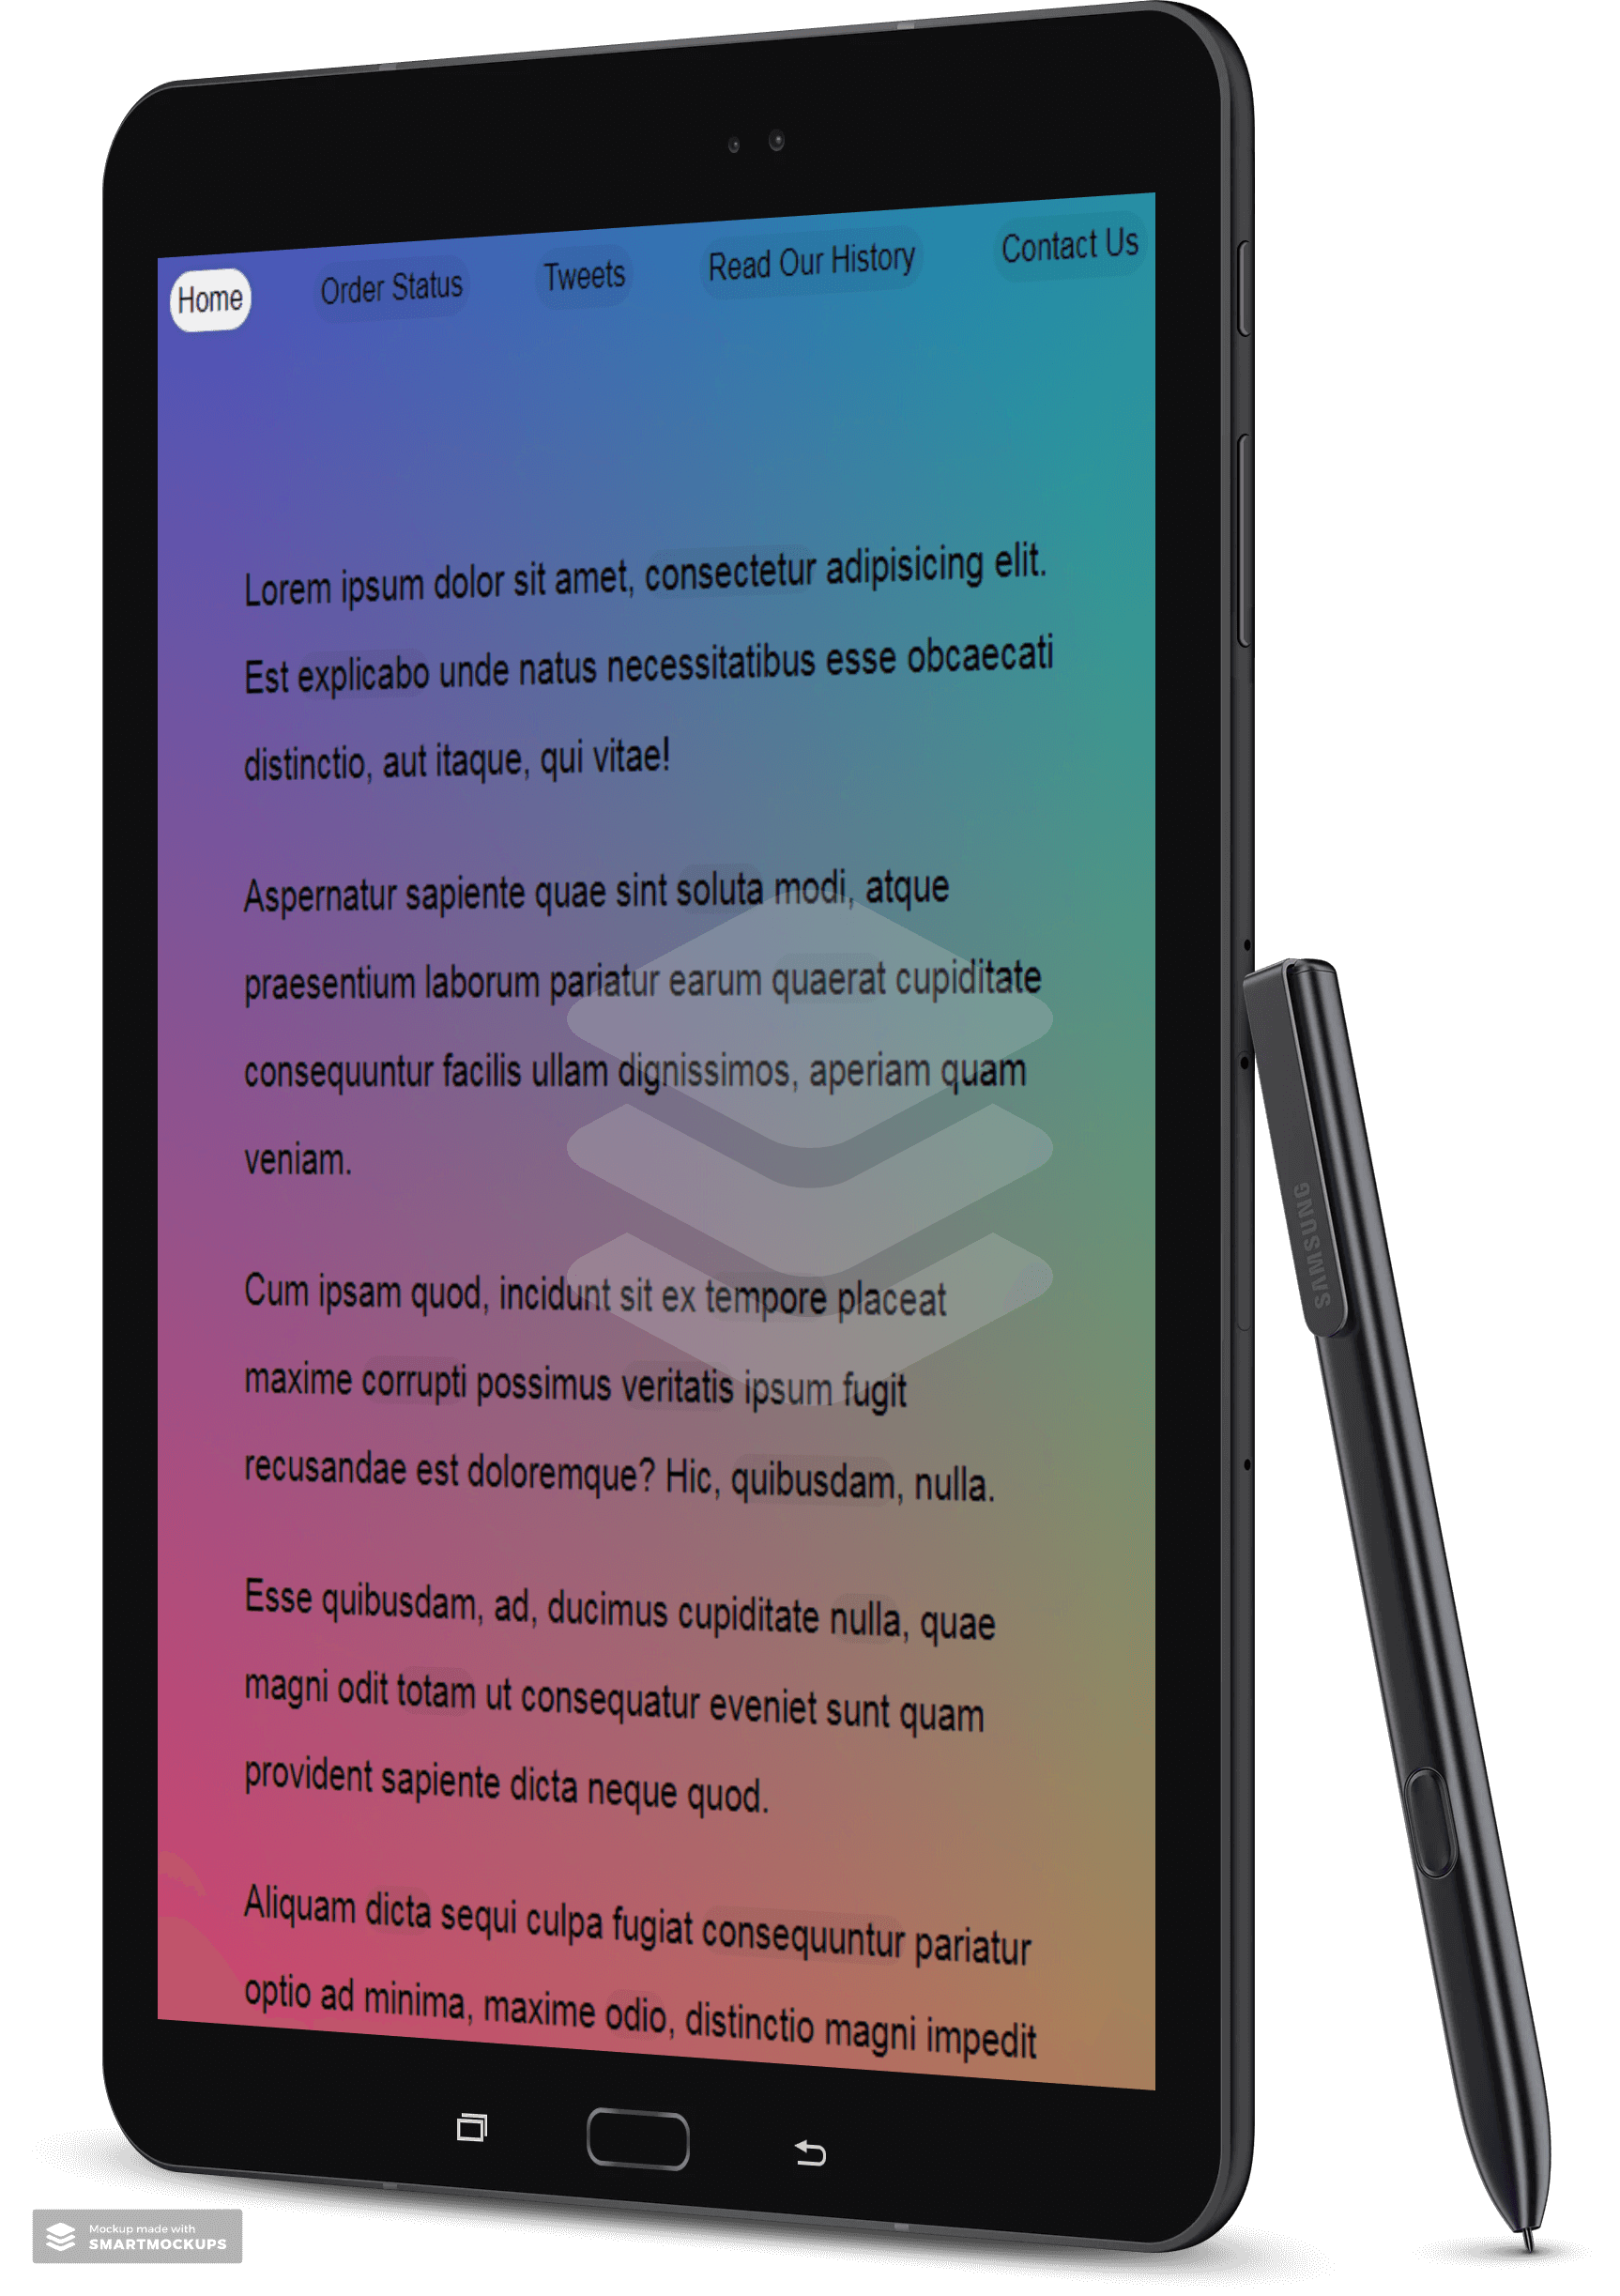 Home Order Status Tweets Read Our History Contact Us
Lorem ipsum dolor sit amet, consectetur adipisicing elit.
Est explicabo unde natus necessitatibus esse obcaecati
distinctio, aut itaque, qui vitae!
Aspernatur sapiente quae sint soluta modi, atque
praesentium laborum pariatur earum quaerat cupiditate
consequuntur facilis ullam dignissimos, aperiam quam
veniam.
Cum ipsam quod, incidunt sit ex tempore placeat
maxime corrupti possimus veritatis ipsum fugit
recusandae est doloremque? Hic, quibusdam, nulla.
Esse quibusdam, ad, ducimus cupiditate nulla, quae
magni odit totam ut consequatur eveniet sunt quam
provident sapiente dicta neque quod.
Aliquam dicta sequi culpa fugiat consequuntur pariatur
optio ad minima, maxime odio, distinctio magni impedit
SAMSUNG
Mockup made with
SMARTMOCKUPS